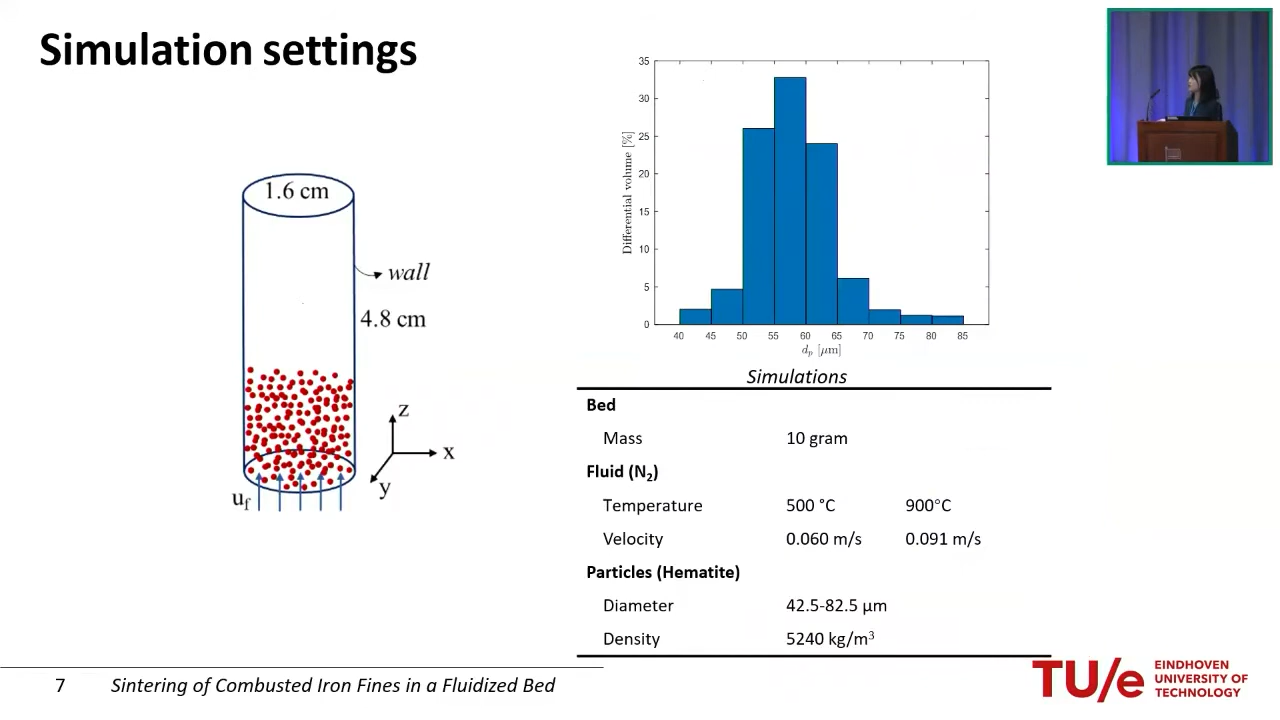 Simulation settings
1.6 cm
wall
4.8 cm
z
x
y
uf
35
30
25
20
15
10
5
0
Differential volume [%]
40 45 50 55 60 65 70 75 80 85
dp [μm]
Simulations
Bed
Mass 10 gram
Fluid (N2)
Temperature 500 °C 900°C
Velocity 0.060 m/s 0.091 m/s
Particles (Hematite)
Diameter 42.5-82.5 μm
Density 5240 kg/m³
7 Sintering of Combusted Iron Fines in a Fluidized Bed
TU/e EINDHOVEN
UNIVERSITY OF
TECHNOLOGY